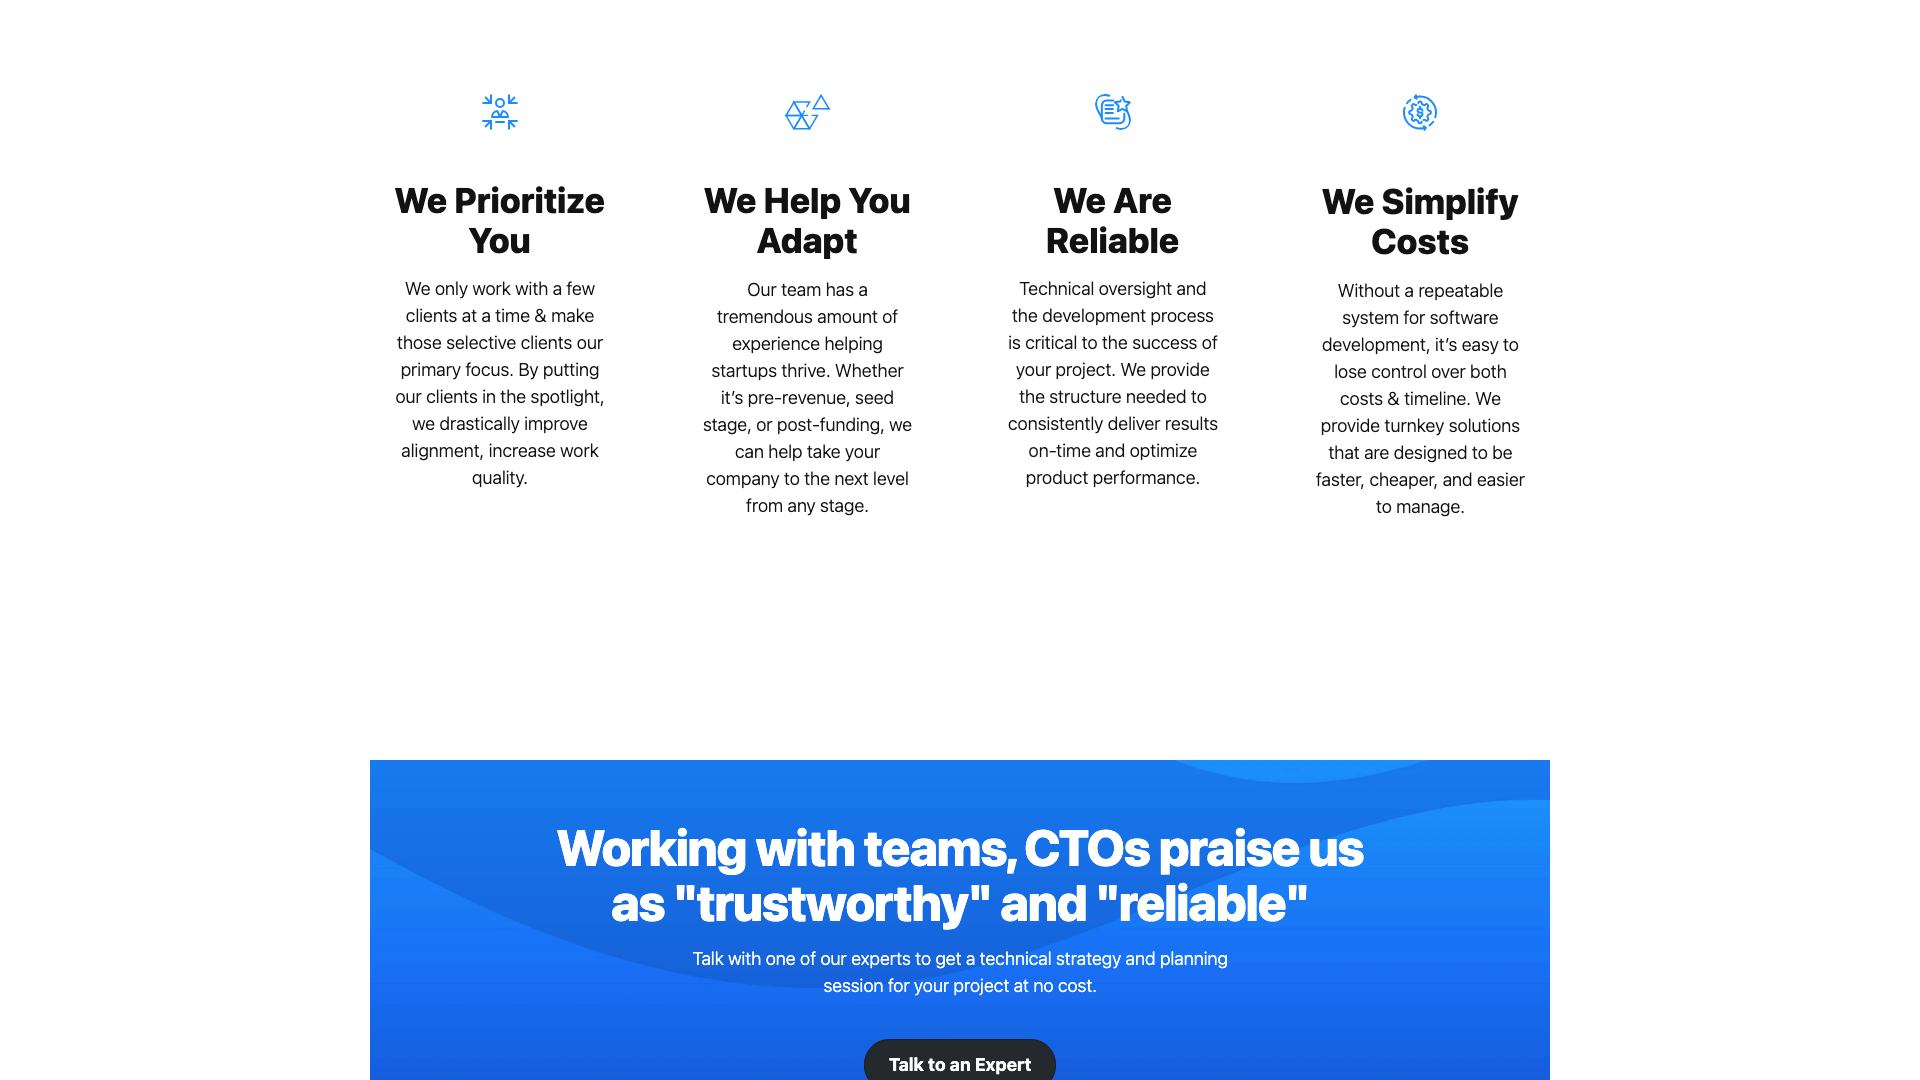 We Prioritize
You
We only work with a few
clients at a time & make
those selective clients our
primary focus. By putting
our clients in the spotlight,
we drastically improve
alignment, increase work
quality.
We Help You
Adapt
Our team has a
tremendous amount of
experience helping
startups thrive. Whether
it’s pre-revenue, seed
stage, or post-funding, we
can help take your
company to the next level
from any stage.
We Are
Reliable
Technical oversight and
the development process
is critical to the success of
your project. We provide
the structure needed to
consistently deliver results
on-time and optimize
product performance.
We Simplify
Costs
Without a repeatable
system for software
development, it’s easy to
lose control over both
costs & timeline. We
provide turnkey solutions
that are designed to be
faster, cheaper, and easier
to manage.
Working with teams, CTOs praise us
as "trustworthy" and "reliable"
Talk with one of our experts to get a technical strategy and planning
session for your project at no cost.
Talk to an Expert